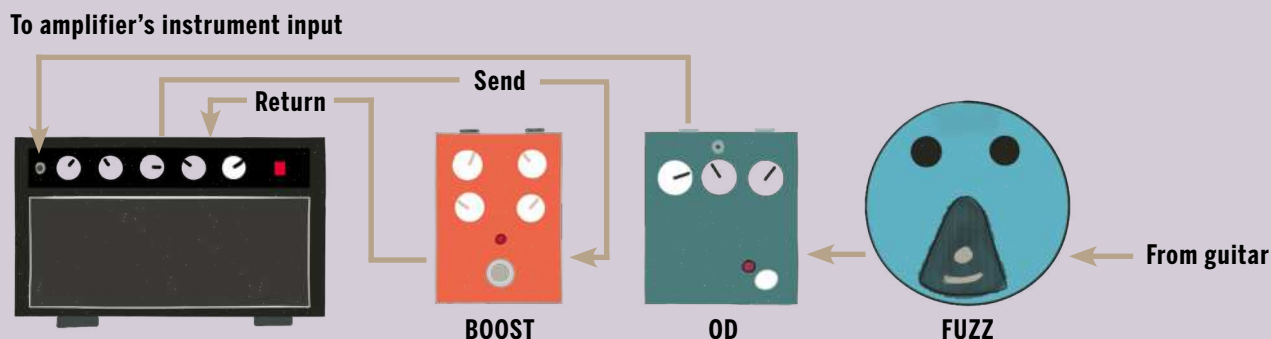 To amplifier’s instrument input
Send
Return
From guitar
BOOST
OD
FUZZ